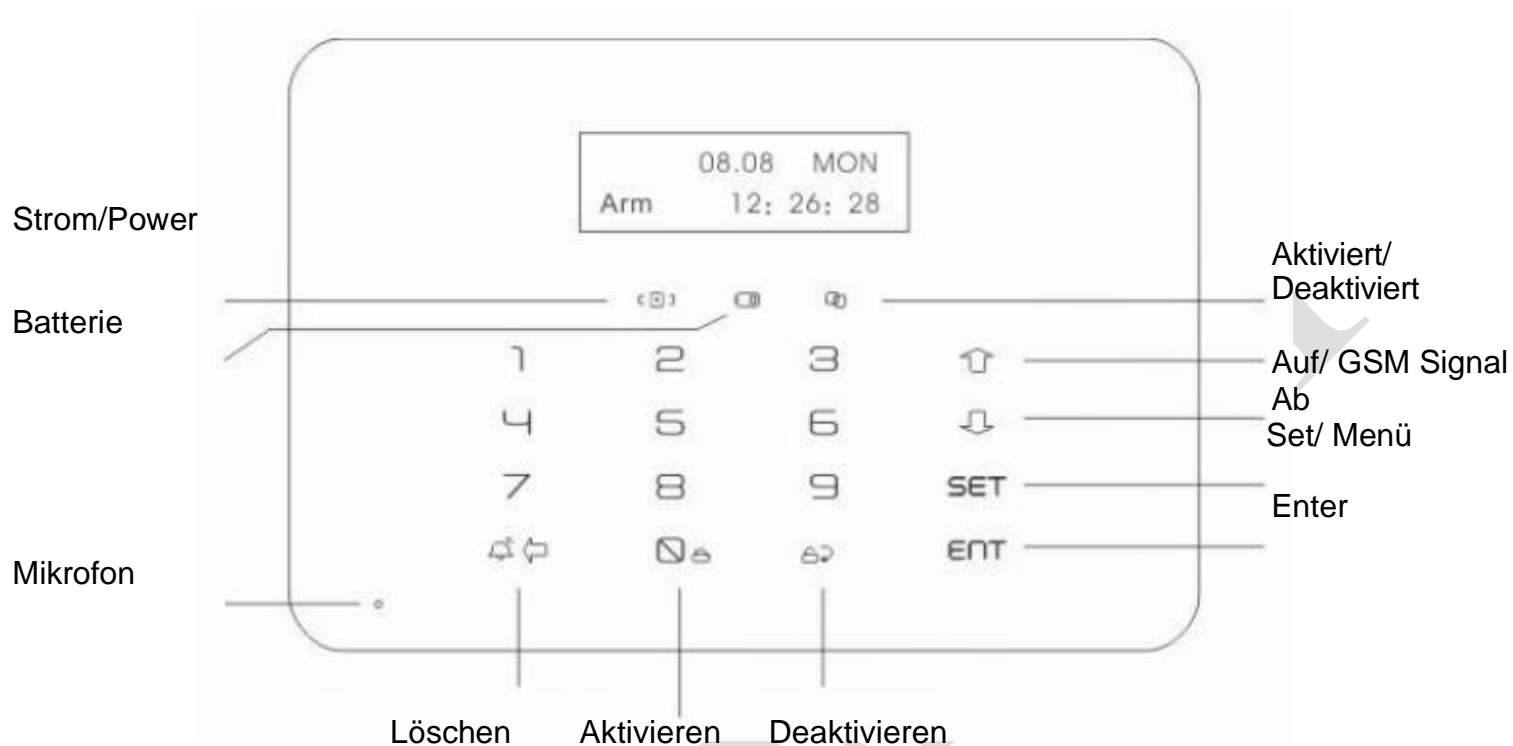 08.08 MON
Arm 12: 26: 28
Strom/Power
Aktiviert/
Deaktiviert
Batterie
1 2 3
Auf/ GSM Signal
4 5 6
Ab
Set/ Menü
7 8 9 SET
Enter
0 ENT
Mikrofon
Löschen Aktivieren Deaktivieren